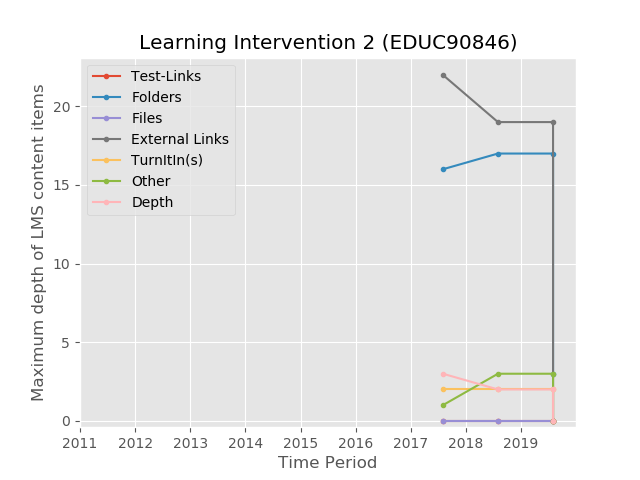 Learning Intervention 2 (EDUC90846)
Test-Links
Folders
Files
External Links
TurnItIn(s)
Other
Depth
Maximum depth of LMS content items
20
15
10
5
0
2011 2012 2013 2014 2015 2016 2017 2018 2019
Time Period